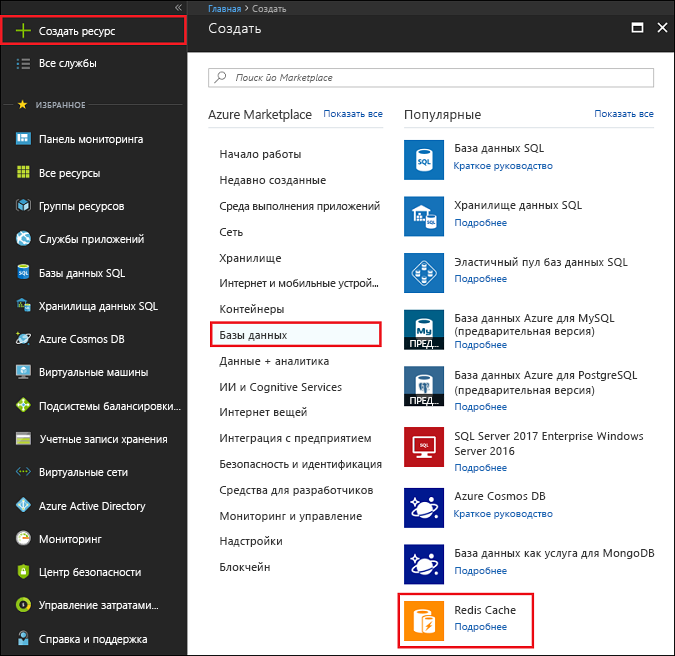 Создать ресурс
Все службы
ИЗБРАННОЕ
Панель мониторинга
Все ресурсы
Группы ресурсов
Службы приложений
Базы данных SQL
Хранилища данных SQL
Azure Cosmos DB
Виртуальные машины
Подсистемы балансировки...
Учетные записи хранения
Виртуальные сети
Azure Active Directory
Мониторинг
Центр безопасности
Управление затратами...
Справка и поддержка
Главная > Создать
Создать
Поиск йо Marketplace
Azure Marketplace Показать все
Начало работы
Недавно созданные
Среда выполнения приложений
Сеть
Хранилище
Интернет и мобильные устрой...
Контейнеры
Базы данных
Данные + аналитика
ИИ и Cognitive Services
Интернет вещей
Интеграция с предприятием
Безопасность и идентификация
Средства для разработчиков
Мониторинг и управление
Надстройки
Блокчейн
Популярные Показать все
SQL
База данных SQL
Краткое руководство
Хранилище данных SQL
Подробнее
Эластичный пул баз данных SQL
Подробнее
My
ПРЕД...
База данных Azure для MySQL
(предварительная версия)
Подробнее
ПРЕД...
База данных Azure для PostgreSQL
(предварительная версия)
Подробнее
SQL
SQL Server 2017 Enterprise Windows
Server 2016
Подробнее
Azure Cosmos DB
Краткое руководство
База данных как услуга для MongoDB
Подробнее
Redis Cache
Подробнее